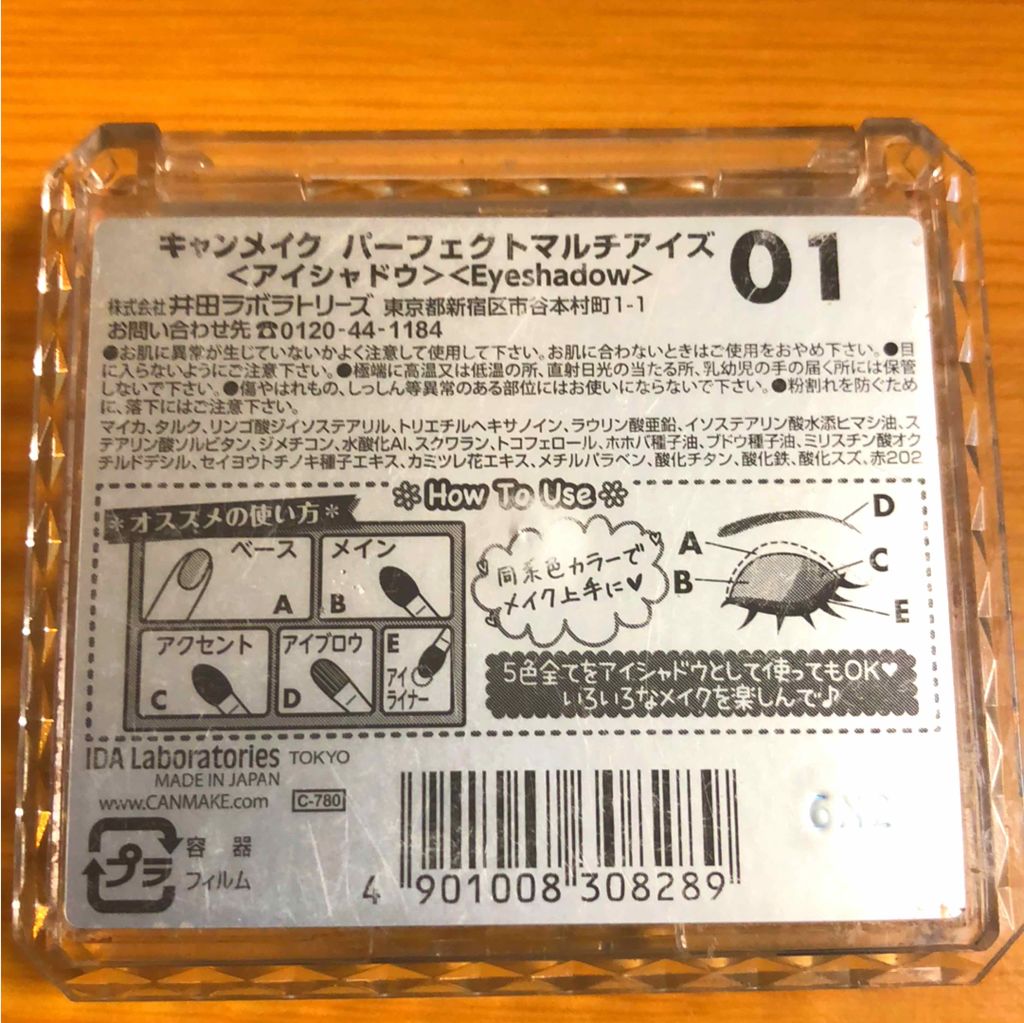 キャンメイク パーフェクトマルチアイズ 01
<アイシャドウ><Eyeshadow>
株式会社 井田ラボラトリーズ 東京都新宿区市谷本村町1-1
お問い合わせ先 ☎0120-44-1184
●お肌に異常が生じていないかよく注意して使用して下さい。お肌に合わないときはご使用をおやめ下さい。●目
に入らないようにご注意下さい。●極端に高温又は低温の所、直射日光の当たる所、乳幼児の手の届く所には保管
しないで下さい。●傷やはれもの、しっしん等異常のある部位にはお使いにならないで下さい。●粉割れを防ぐため
に、落下にはご注意下さい。
マイカ、タルク、リンゴ酸ジイソステアリル、トリエチルヘキサノイン、ラウリン酸亜鉛、イソステアリン酸水添ヒマシ油、ス
テアリン酸ソルビタン、ジメチコン、水酸化Al、スクワラン、トコフェロール、ホホバ種子油、ブドウ種子油、ミリスチン酸オク
チルドデシル、セイヨウトチノキ種子エキス、カミツレ花エキス、メチルパラベン、酸化チタン、酸化鉄、酸化スズ、赤202
How To Use
*オススメの使い方*
ベース
A
メイン
B
アクセント
C
アイブロウ
D
E
アイ
ライナー
同系色カラーで
メイク上手に♥
A
B
D
C
E
5色全てをアイシャドウとして使ってもOK♥
いろいろなメイクを楽しんで♪
IDA Laboratories TOKYO
MADE IN JAPAN
www.CANMAKE.com C-780
プラ
容器
フィルム
4 901008 308289